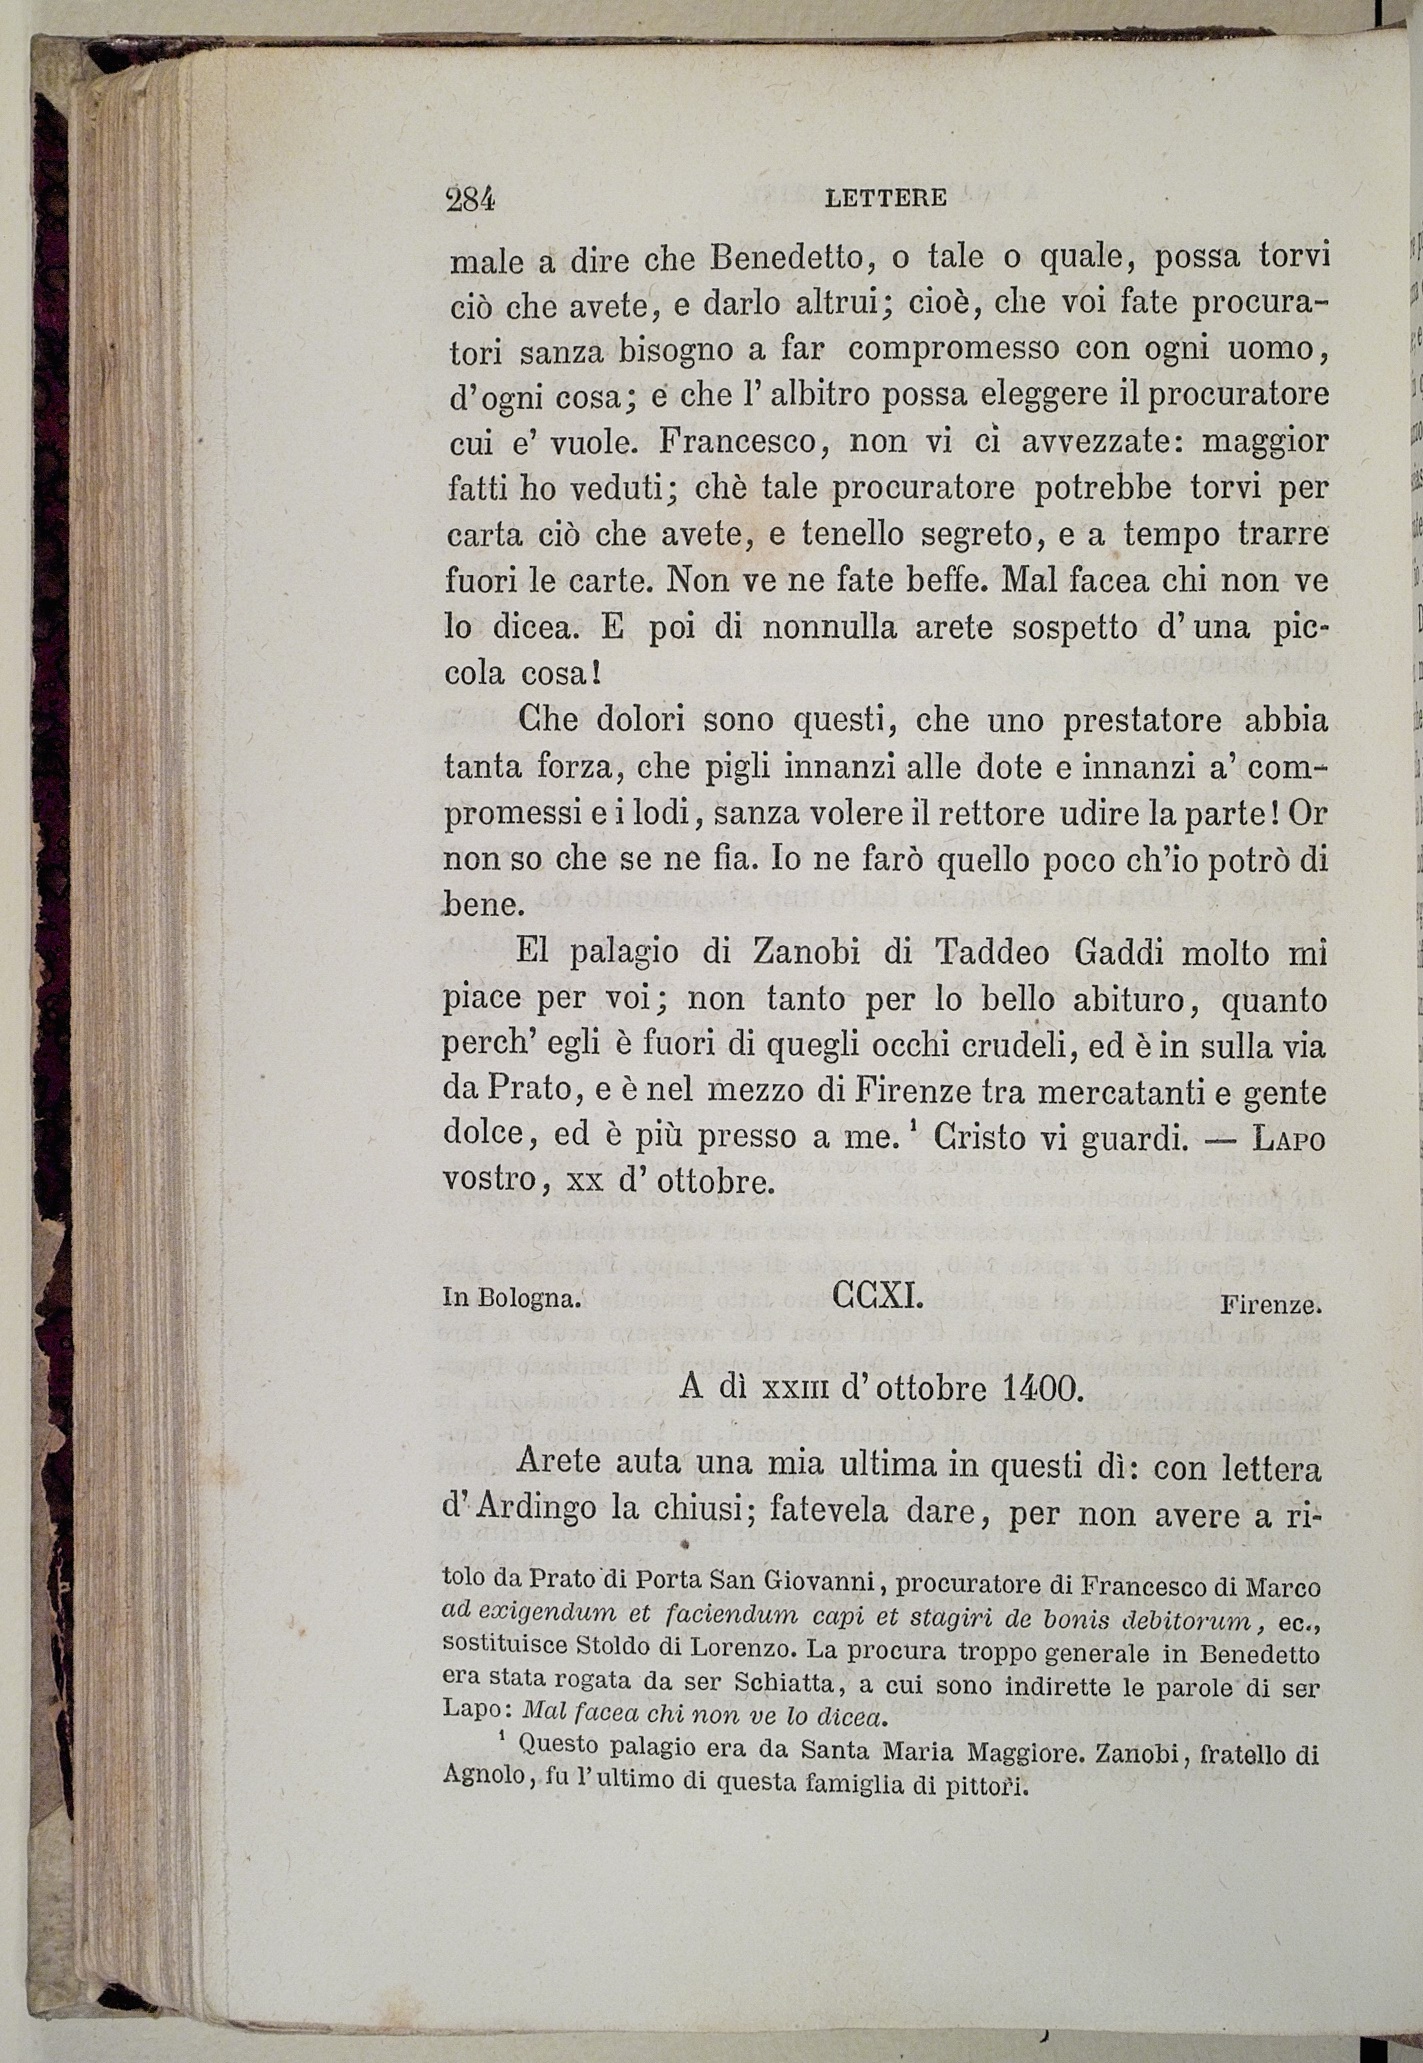 284 LETTERE
male a dire che Benedetto, o tale o quale, possa torvi
ciò che avete, e darlo altrui; cioè, che voi fate procura-
tori sanza bisogno a far compromesso con ogni uomo,
d'ogni cosa; e che l' albitro possa eleggere il procuratore
cui e' vuole. Francesco, non vi ci avvezzate: maggior
fatti ho veduti; chè tale procuratore potrebbe torvi per
carta ciò che avete, e tenello segreto, e a tempo trarre
fuori le carte. Non ve ne fate beffe. Mal facea chi non ve
lo dicea. E poi di nonnulla arete sospetto d' una pic-
cola cosa!
Che dolori sono questi, che uno prestatore abbia
tanta forza, che pigli innanzi alle dote e innanzi a' com-
promessi e i lodi, sanza volere il rettore udire la parte! Or
non so che se ne fia. Io ne farò quello poco ch'io potrò di
bene.
El palagio di Zanobi di Taddeo Gaddi molto mi
piace per voi; non tanto per lo bello abituro, quanto
perch' egli è fuori di quegli occhi crudeli, ed è in sulla via
da Prato, e è nel mezzo di Firenze tra mercatanti e gente
dolce, ed è più presso a me.¹ Cristo vi guardi. — LAPO
vostro, XX d' ottobre.
In Bologna. CCXI. Firenze.
A dì XXIII d' ottobre 1400.
Arete auta una mia ultima in questi dì: con lettera
d' Ardingo la chiusi; fatevela dare, per non avere a ri-
tolo da Prato di Porta San Giovanni, procuratore di Francesco di Marco
ad exigendum et faciendum capi et stagiri de bonis debitorum, ec.,
sostituisce Stoldo di Lorenzo. La procura troppo generale in Benedetto
era stata rogata da ser Schiatta, a cui sono indirette le parole di ser
Lapo: Mal facea chi non ve lo dicea.
¹ Questo palagio era da Santa Maria Maggiore. Zanobi, fratello di
Agnolo, fu l'ultimo di questa famiglia di pittori.